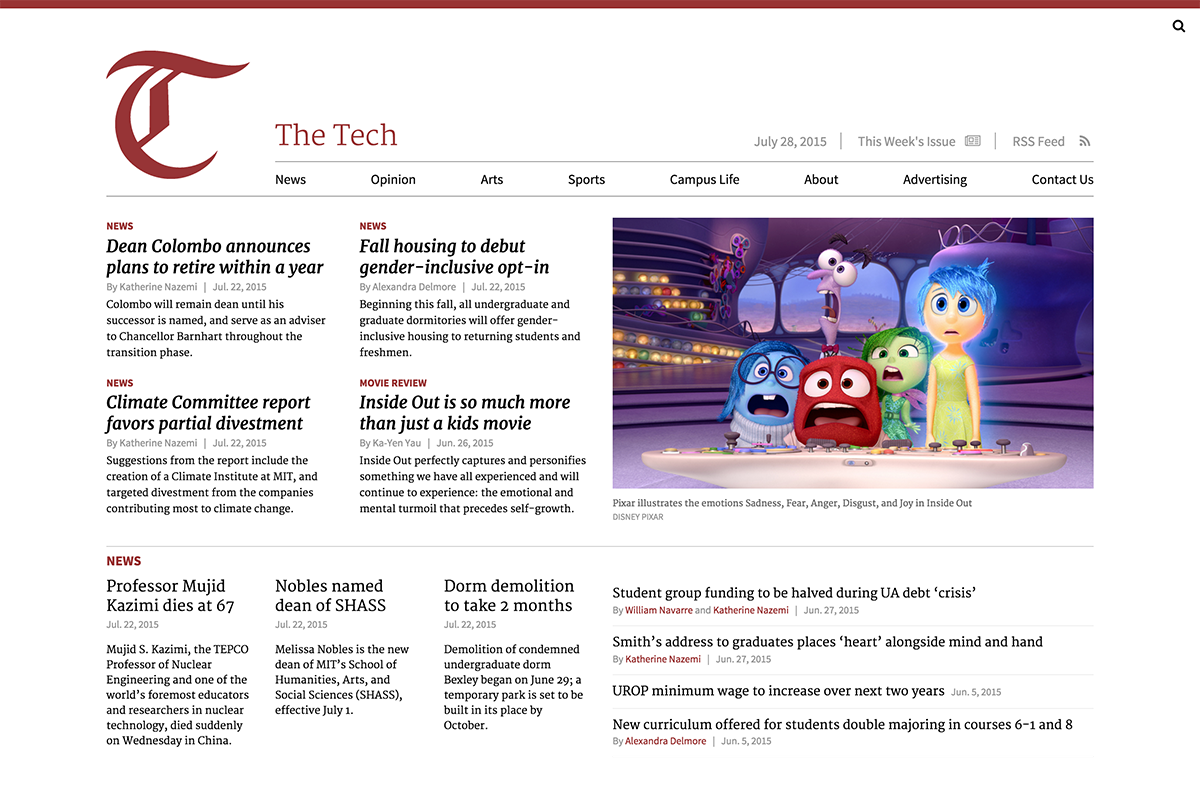 T
The Tech
July 28, 2015
This Week's Issue
RSS Feed
News
Opinion
Arts
Sports
Campus Life
About
Advertising
Contact Us
NEWS
Dean Colombo announces
plans to retire within a year
By Katherine Nazemi | Jul. 22, 2015
Colombo will remain dean until his
successor is named, and serve as an adviser
to Chancellor Barnhart throughout the
transition phase.
NEWS
Fall housing to debut
gender-inclusive opt-in
By Alexandra Delmore | Jul. 22, 2015
Beginning this fall, all undergraduate and
graduate dormitories will offer gender-
inclusive housing to returning students and
freshmen.
NEWS
Climate Committee report
favors partial divestment
By Katherine Nazemi | Jul. 22, 2015
Suggestions from the report include the
creation of a Climate Institute at MIT, and
targeted divestment from the companies
contributing most to climate change.
MOVIE REVIEW
Inside Out is so much more
than just a kids movie
By Ka-Yen Yau | Jun. 26, 2015
Inside Out perfectly captures and personifies
something we have all experienced and will
continue to experience: the emotional and
mental turmoil that precedes self-growth.
Pixar illustrates the emotions Sadness, Fear, Anger, Disgust, and Joy in Inside Out
DISNEY PIXAR
NEWS
Professor Mujid
Kazimi dies at 67
Jul. 22, 2015
Mujid S. Kazimi, the TEPCO
Professor of Nuclear
Engineering and one of the
world's foremost educators
and researchers in nuclear
technology, died suddenly
on Wednesday in China.
Nobles named
dean of SHASS
Jul. 22, 2015
Melissa Nobles is the new
dean of MIT's School of
Humanities, Arts, and
Social Sciences (SHASS),
effective July 1.
Dorm demolition
to take 2 months
Jul. 22, 2015
Demolition of condemned
undergraduate dorm
Bexley began on June 29; a
temporary park is set to be
built in its place by
October.
Student group funding to be halved during UA debt ‘crisis’
By William Navarre and Katherine Nazemi | Jun. 27, 2015
Smith’s address to graduates places ‘heart’ alongside mind and hand
By Katherine Nazemi | Jun. 27, 2015
UROP minimum wage to increase over next two years Jun. 5, 2015
New curriculum offered for students double majoring in courses 6-1 and 8
By Alexandra Delmore | Jun. 5, 2015